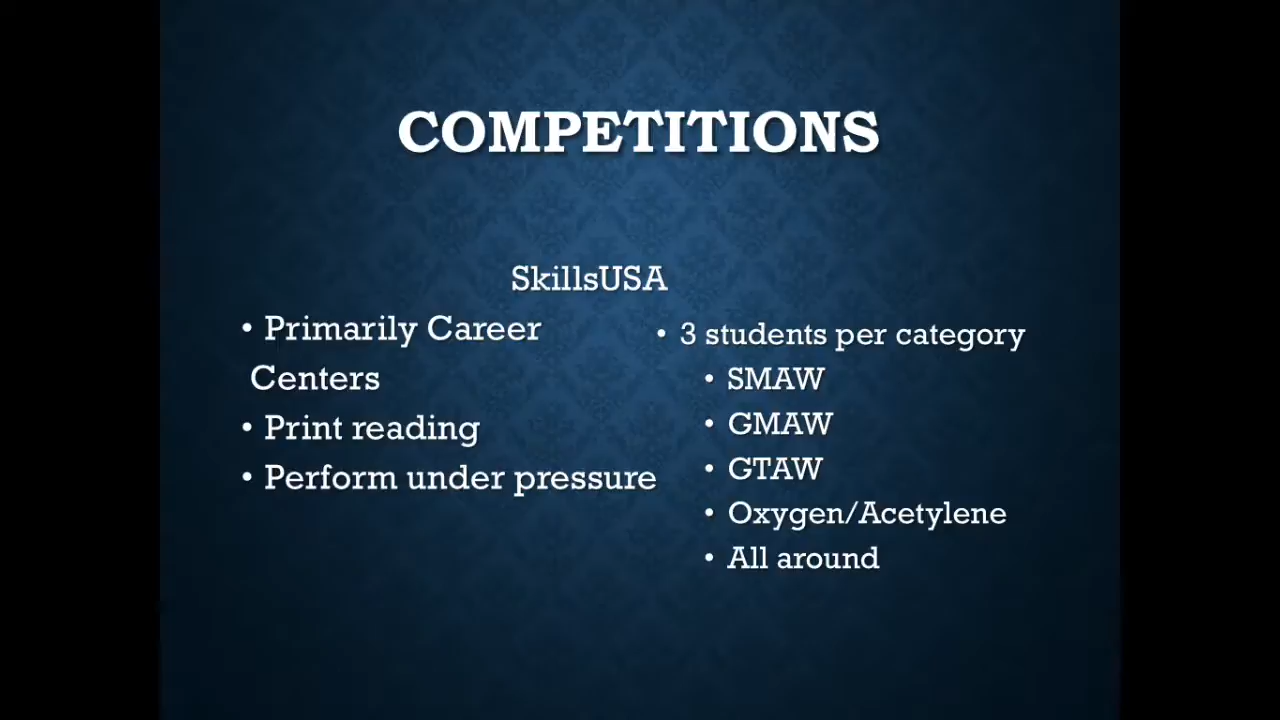 COMPETITIONS
SkillsUSA
• Primarily Career
Centers
• Print reading
• Perform under pressure
• 3 students per category
• SMAW
• GMAW
• GTAW
• Oxygen/Acetylene
• All around